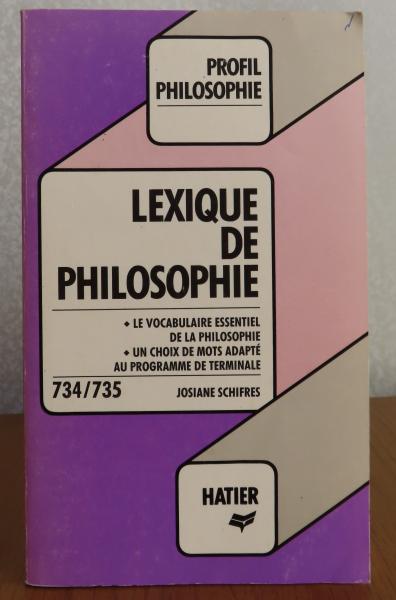 PROFIL
PHILOSOPHIE
LEXIQUE
DE
PHILOSOPHIE
♦ LE VOCABULAIRE ESSENTIEL
DE LA PHILOSOPHIE
♦ UN CHOIX DE MOTS ADAPTÉ
AU PROGRAMME DE TERMINALE
734/735 JOSIANE SCHIFRES
HATIER